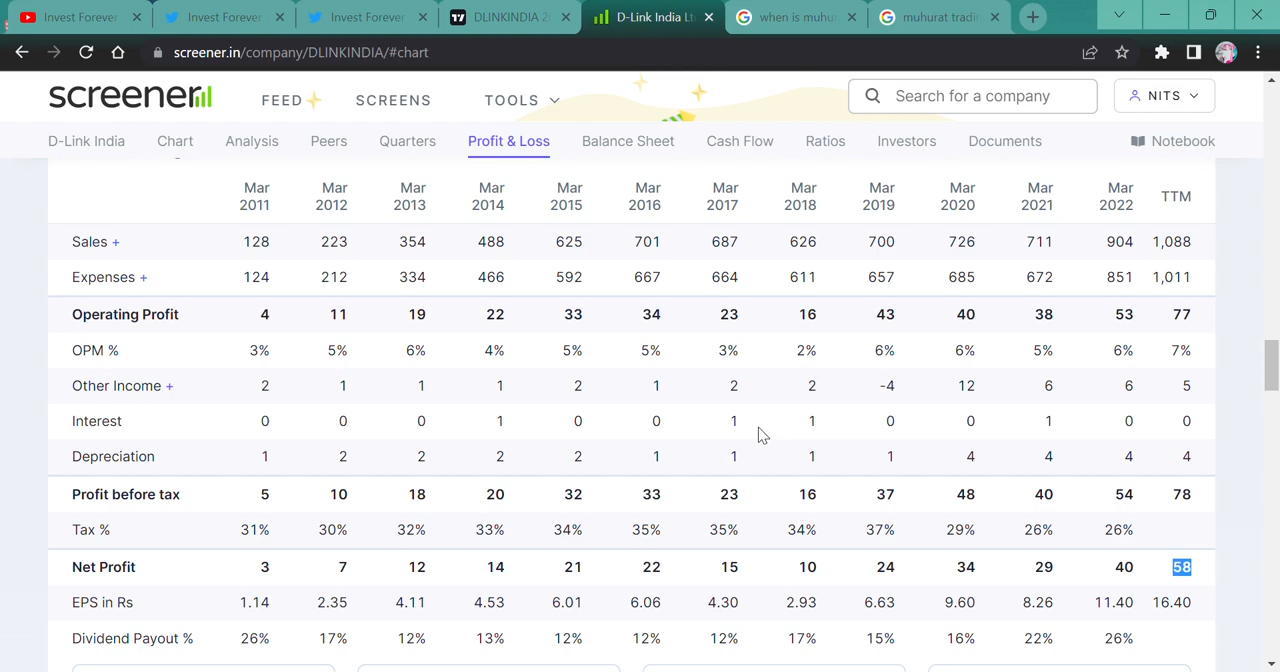 Invest Forever
Invest Forever
Invest Forever
DLINKINDIA 2
D-Link India Lt
when is muhu
muhurat tradi
screener.in/company/DLINKINDIA/#chart
screener
FEED
SCREENS
TOOLS
Search for a company
NITS
D-Link India Chart Analysis Peers Quarters Profit & Loss Balance Sheet Cash Flow Ratios Investors Documents Notebook
Mar 2011 Mar 2012 Mar 2013 Mar 2014 Mar 2015 Mar 2016 Mar 2017 Mar 2018 Mar 2019 Mar 2020 Mar 2021 Mar 2022 TTM
Sales + 128 223 354 488 625 701 687 626 700 726 711 904 1,088
Expenses + 124 212 334 466 592 667 664 611 657 685 672 851 1,011
Operating Profit 4 11 19 22 33 34 23 16 43 40 38 53 77
OPM % 3% 5% 6% 4% 5% 5% 3% 2% 6% 6% 5% 6% 7%
Other Income + 2 1 1 1 2 1 2 2 -4 12 6 6 5
Interest 0 0 0 1 0 0 1 1 0 0 1 0 0
Depreciation 1 2 2 2 2 1 1 1 1 4 4 4 4
Profit before tax 5 10 18 20 32 33 23 16 37 48 40 54 78
Tax % 31% 30% 32% 33% 34% 35% 35% 34% 37% 29% 26% 26%
Net Profit 3 7 12 14 21 22 15 10 24 34 29 40 58
EPS in Rs 1.14 2.35 4.11 4.53 6.01 6.06 4.30 2.93 6.63 9.60 8.26 11.40 16.40
Dividend Payout % 26% 17% 12% 13% 12% 12% 12% 17% 15% 16% 22% 26%